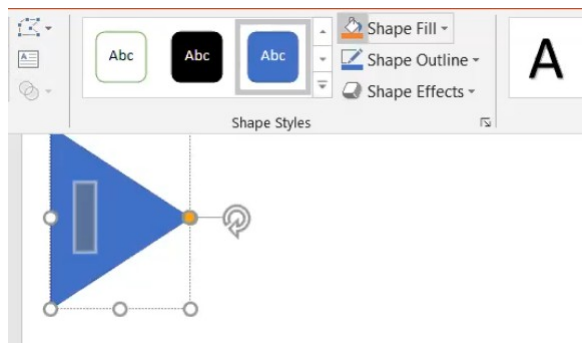 Abc Abc Abc
Shape Fill
Shape Outline
Shape Effects
Shape Styles
A